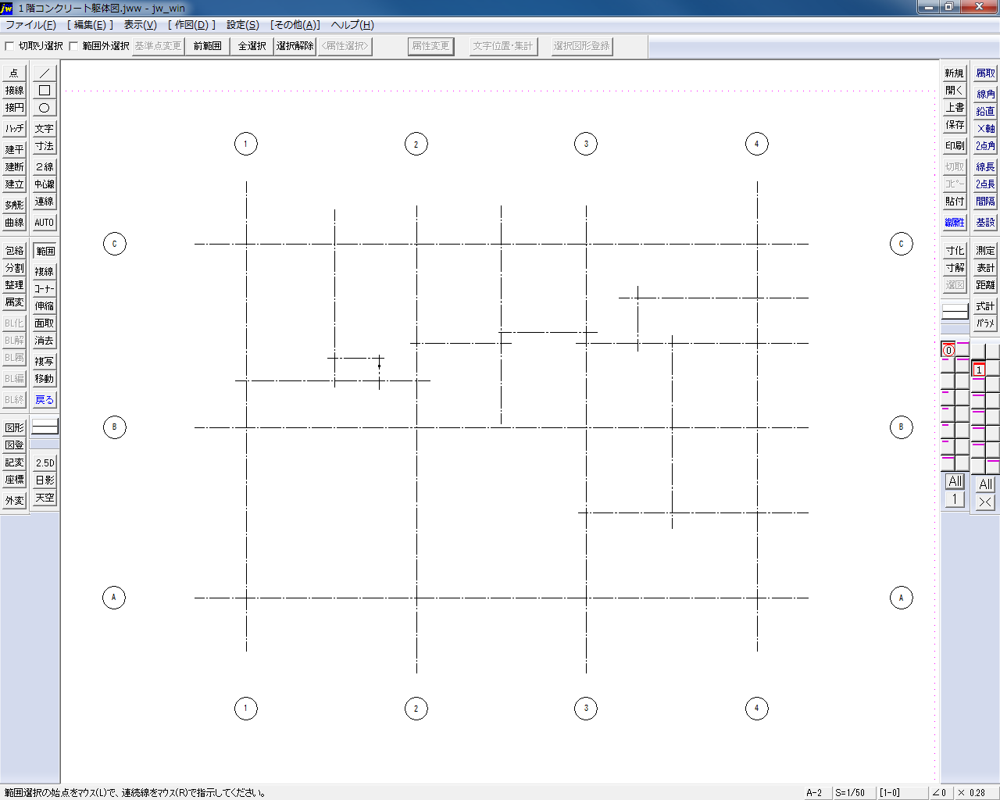 jw １階コンクリート躯体図.jww - jw_win
ファイル(F) [ 編集(E) ] 表示(V) [ 作図(D) ] 設定(S) [その他(A)] ヘルプ(H)
切取り選択 範囲外選択 基準点変更 前範囲 全選択 選択解除 <属性選択> 属性変更 文字位置・集計 選択図形登録
点
接線
接円
ハッチ
建平
建断
建立
多角形
曲線
包絡
分割
整理
属変
BL化
BL解
BL属
BL編
BL終
図形
図登
記変
座標
外変
／
□
○
文字
寸法
２線
中心線
連線
AUTO
範囲
複線
コーナー
伸縮
面取
消去
複写
移動
戻る
2.5D
日影
天空
1 2 3 4
C C
B B
A A
1 2 3 4
新規
開く
上書
保存
印刷
切取
コピー
貼付
線属性
寸化
寸解
選図
0
All
1
属取
線角
鉛直
X軸
2点角
線長
2点長
間隔
基設
測定
表計
距離
式計
パラメ
1
All
範囲選択の始点をマウス(L)で、連続線をマウス(R)で指示してください。
A-2 S=1/50 [1-0] ∠0 × 0.28